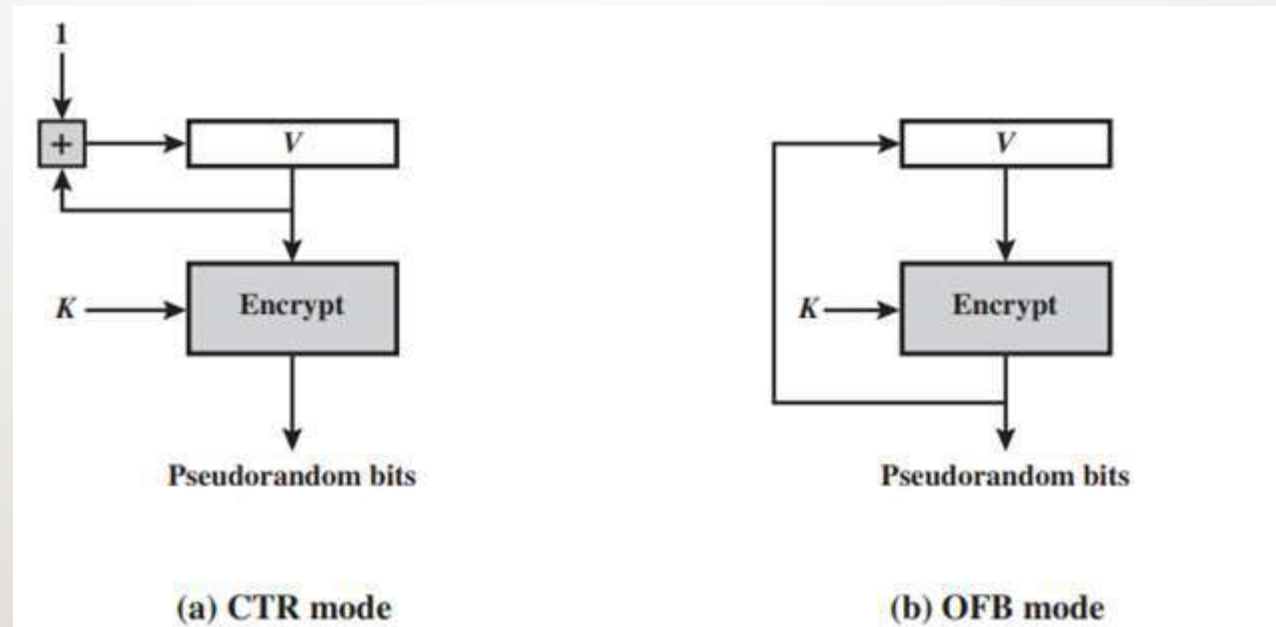 1
+
V
K
Encrypt
Pseudorandom bits
(a) CTR mode
V
K
Encrypt
Pseudorandom bits
(b) OFB mode